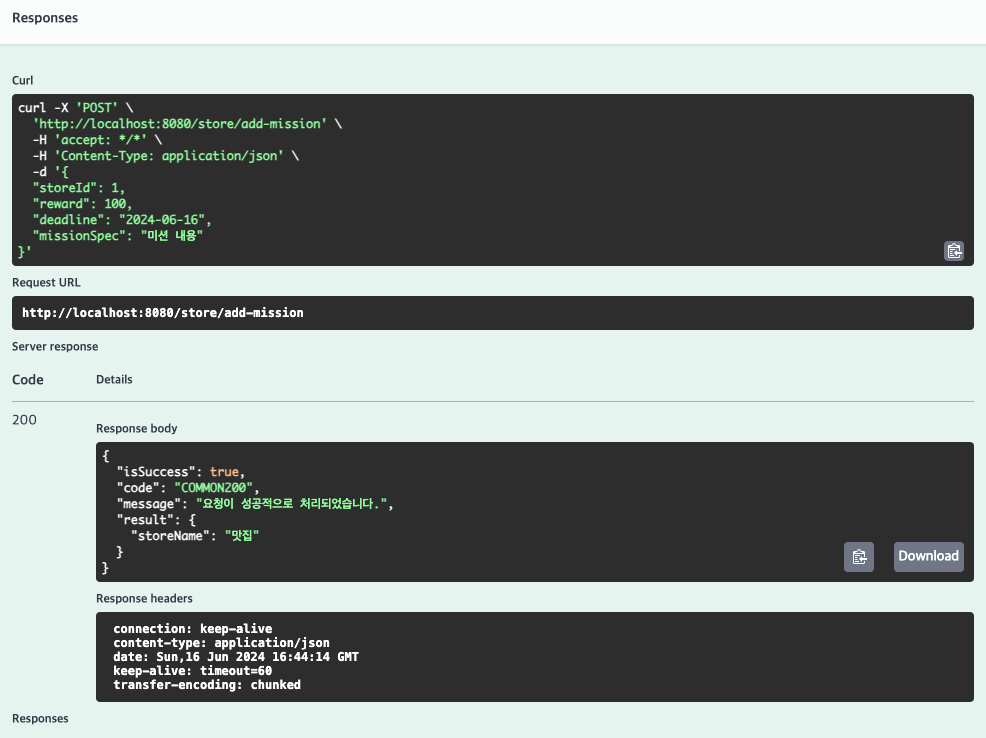 Responses
Curl
curl -X 'POST' \
  'http://localhost:8080/store/add-mission' \
  -H 'accept: */*' \
  -H 'Content-Type: application/json' \
  -d '{
  "storeId": 1,
  "reward": 100,
  "deadline": "2024-06-16",
  "missionSpec": "미션 내용"
}'
Request URL
http://localhost:8080/store/add-mission
Server response
Code Details
200
Response body
{
  "isSuccess": true,
  "code": "COMMON200",
  "message": "요청이 성공적으로 처리되었습니다.",
  "result": {
    "storeName": "맛집"
  }
}
Download
Response headers
connection: keep-alive
content-type: application/json
date: Sun,16 Jun 2024 16:44:14 GMT
keep-alive: timeout=60
transfer-encoding: chunked
Responses